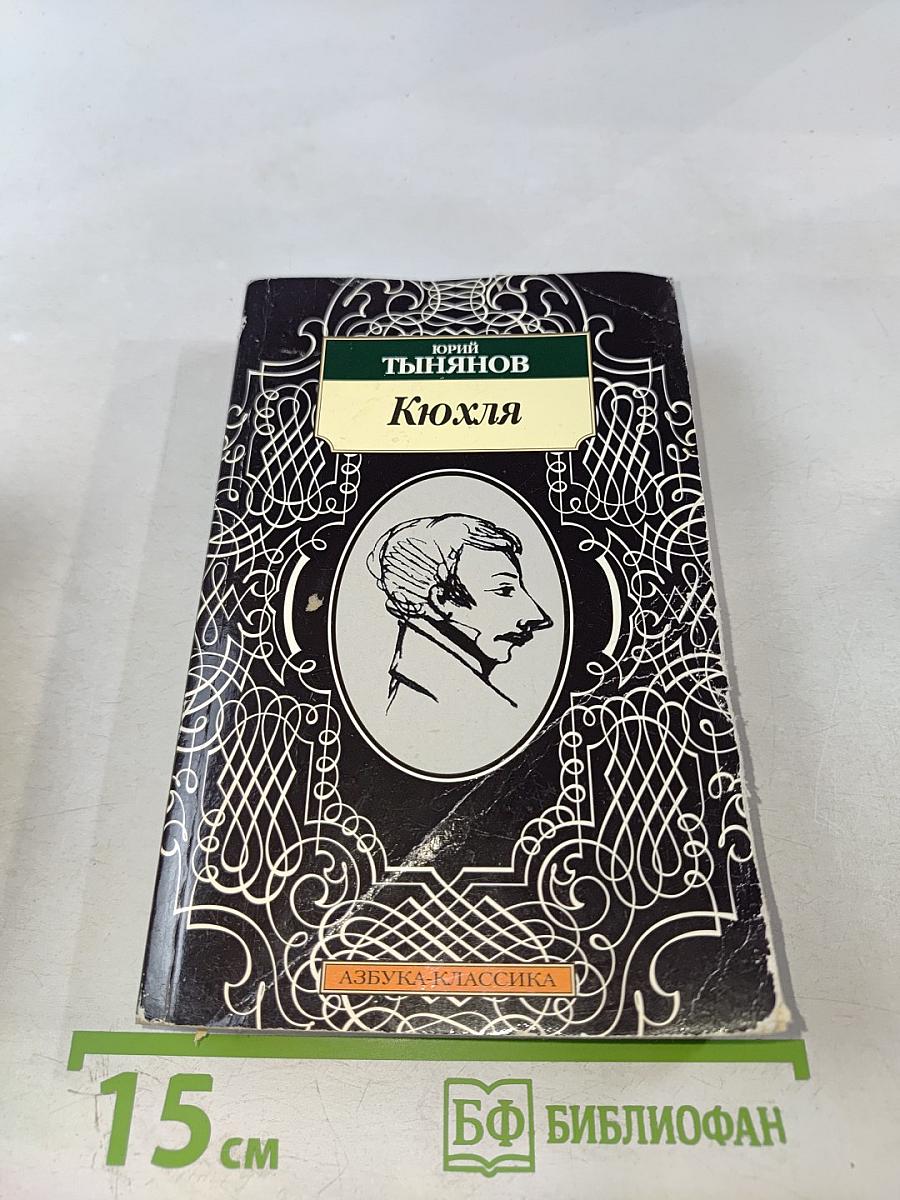 ЮРИЙ
ТЫНЯНОВ
Кюхля
АЗБУКА-КЛАССИКА
15 см
БФ БИБЛИОФАН